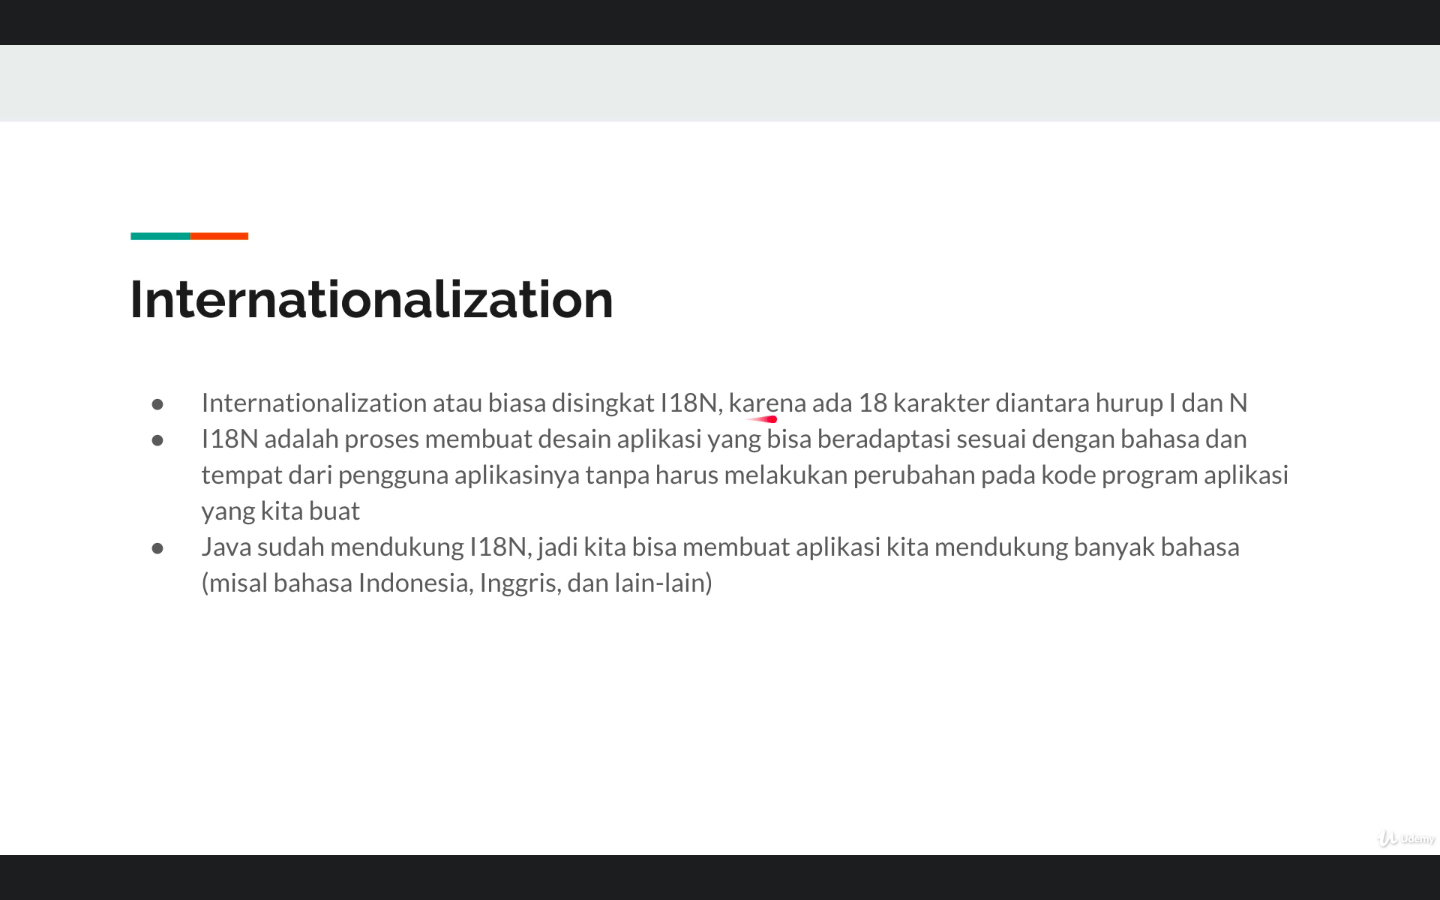 Internationalization
● Internationalization atau biasa disingkat I18N, karena ada 18 karakter diantara hurup I dan N
● I18N adalah proses membuat desain aplikasi yang bisa beradaptasi sesuai dengan bahasa dan
tempat dari pengguna aplikasinya tanpa harus melakukan perubahan pada kode program aplikasi
yang kita buat
● Java sudah mendukung I18N, jadi kita bisa membuat aplikasi kita mendukung banyak bahasa
(misal bahasa Indonesia, Inggris, dan lain-lain)
Udemy